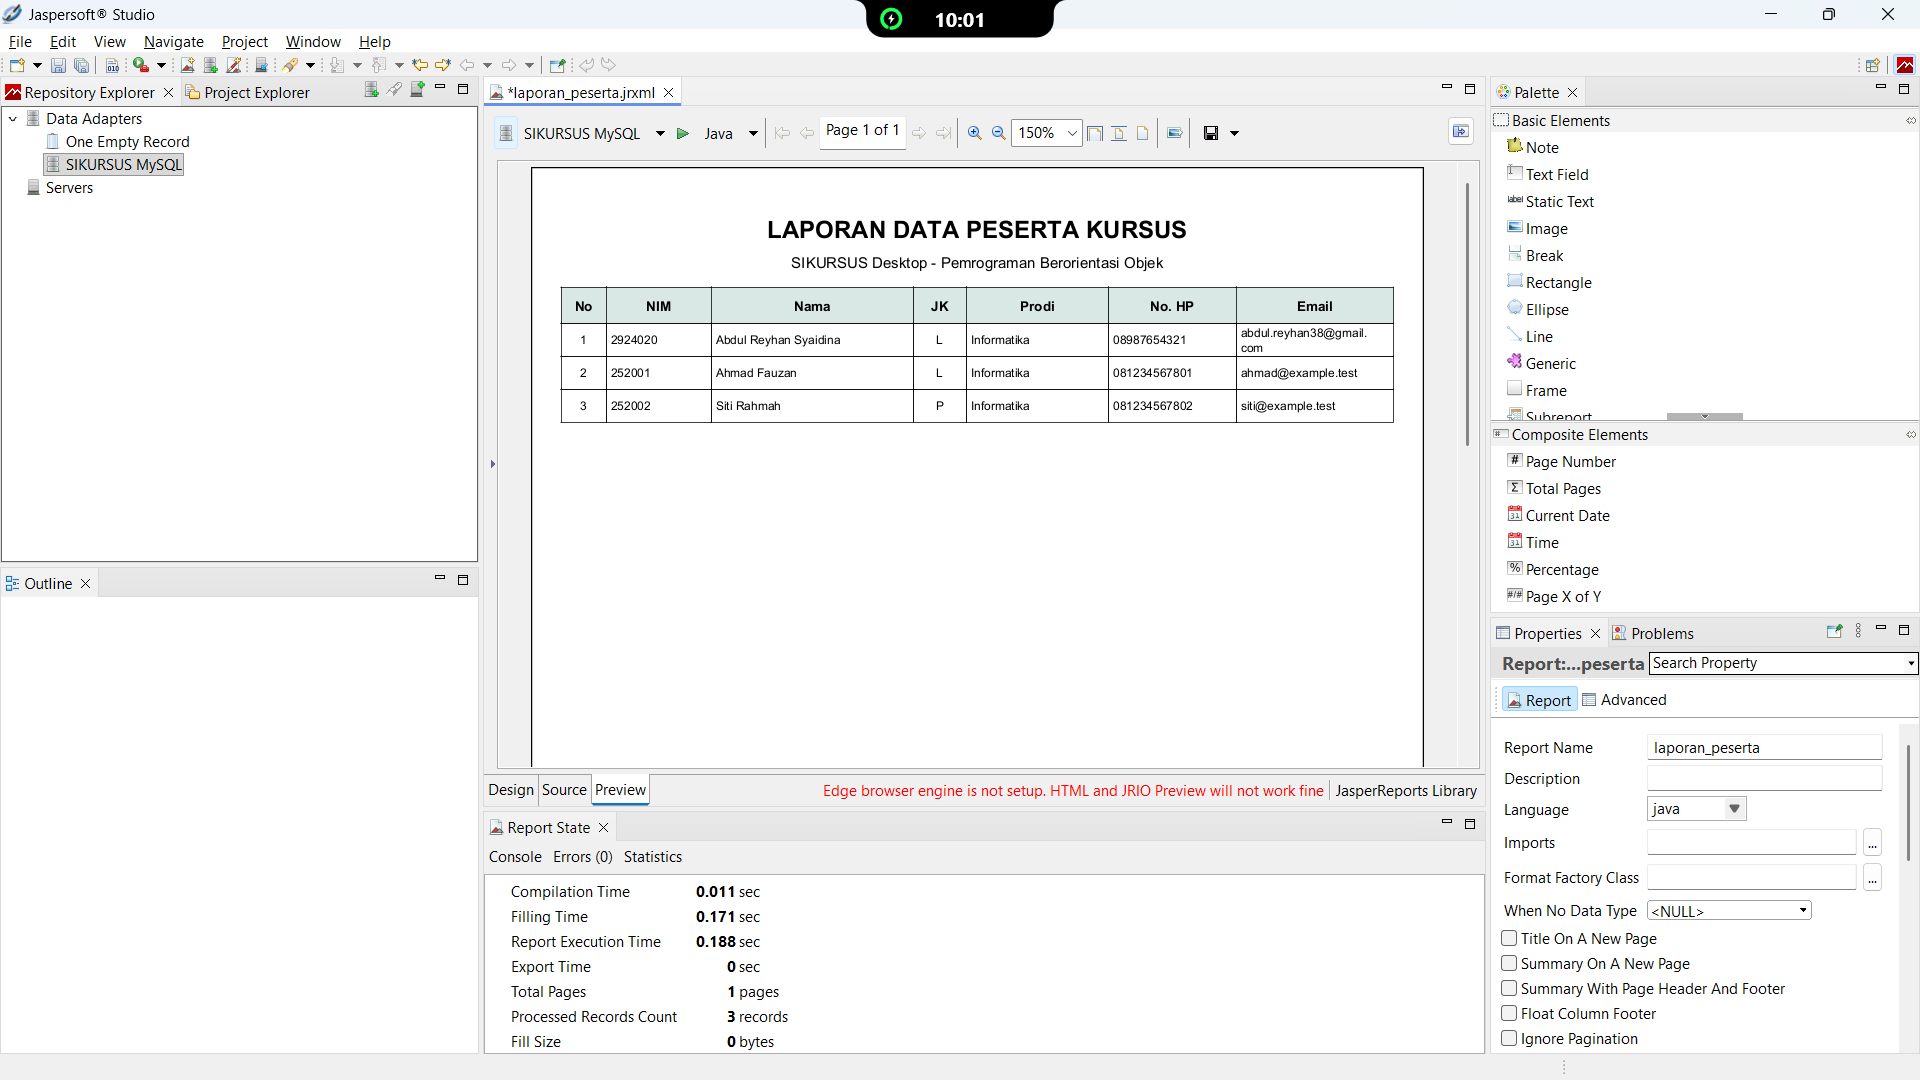 Jaspersoft® Studio
10:01
File Edit View Navigate Project Window Help
Repository Explorer
Project Explorer
Data Adapters
One Empty Record
SIKURSUS MySQL
Servers
Outline
*laporan_peserta.jrxml
SIKURSUS MySQL
Java
Page 1 of 1
150%
LAPORAN DATA PESERTA KURSUS
SIKURSUS Desktop - Pemrograman Berorientasi Objek
No NIM Nama JK Prodi No. HP Email
1 2924020 Abdul Reyhan Syaidina L Informatika 08987654321 abdul.reyhan38@gmail.
com
2 252001 Ahmad Fauzan L Informatika 081234567801 ahmad@example.test
3 252002 Siti Rahmah P Informatika 081234567802 siti@example.test
Design Source Preview
Edge browser engine is not setup. HTML and JRIO Preview will not work fine
JasperReports Library
Report State
Console Errors (0) Statistics
Compilation Time 0.011 sec
Filling Time 0.171 sec
Report Execution Time 0.188 sec
Export Time 0 sec
Total Pages 1 pages
Processed Records Count 3 records
Fill Size 0 bytes
Palette
Basic Elements
Note
Text Field
label Static Text
Image
Break
Rectangle
Ellipse
Line
Generic
Frame
Subreport
Composite Elements
# Page Number
Σ Total Pages
31 Current Date
31 Time
% Percentage
#/# Page X of Y
Properties
Problems
Report:...peserta
Search Property
Report
Advanced
Report Name laporan_peserta
Description
Language java
Imports ...
Format Factory Class ...
When No Data Type <NULL>
Title On A New Page
Summary On A New Page
Summary With Page Header And Footer
Float Column Footer
Ignore Pagination